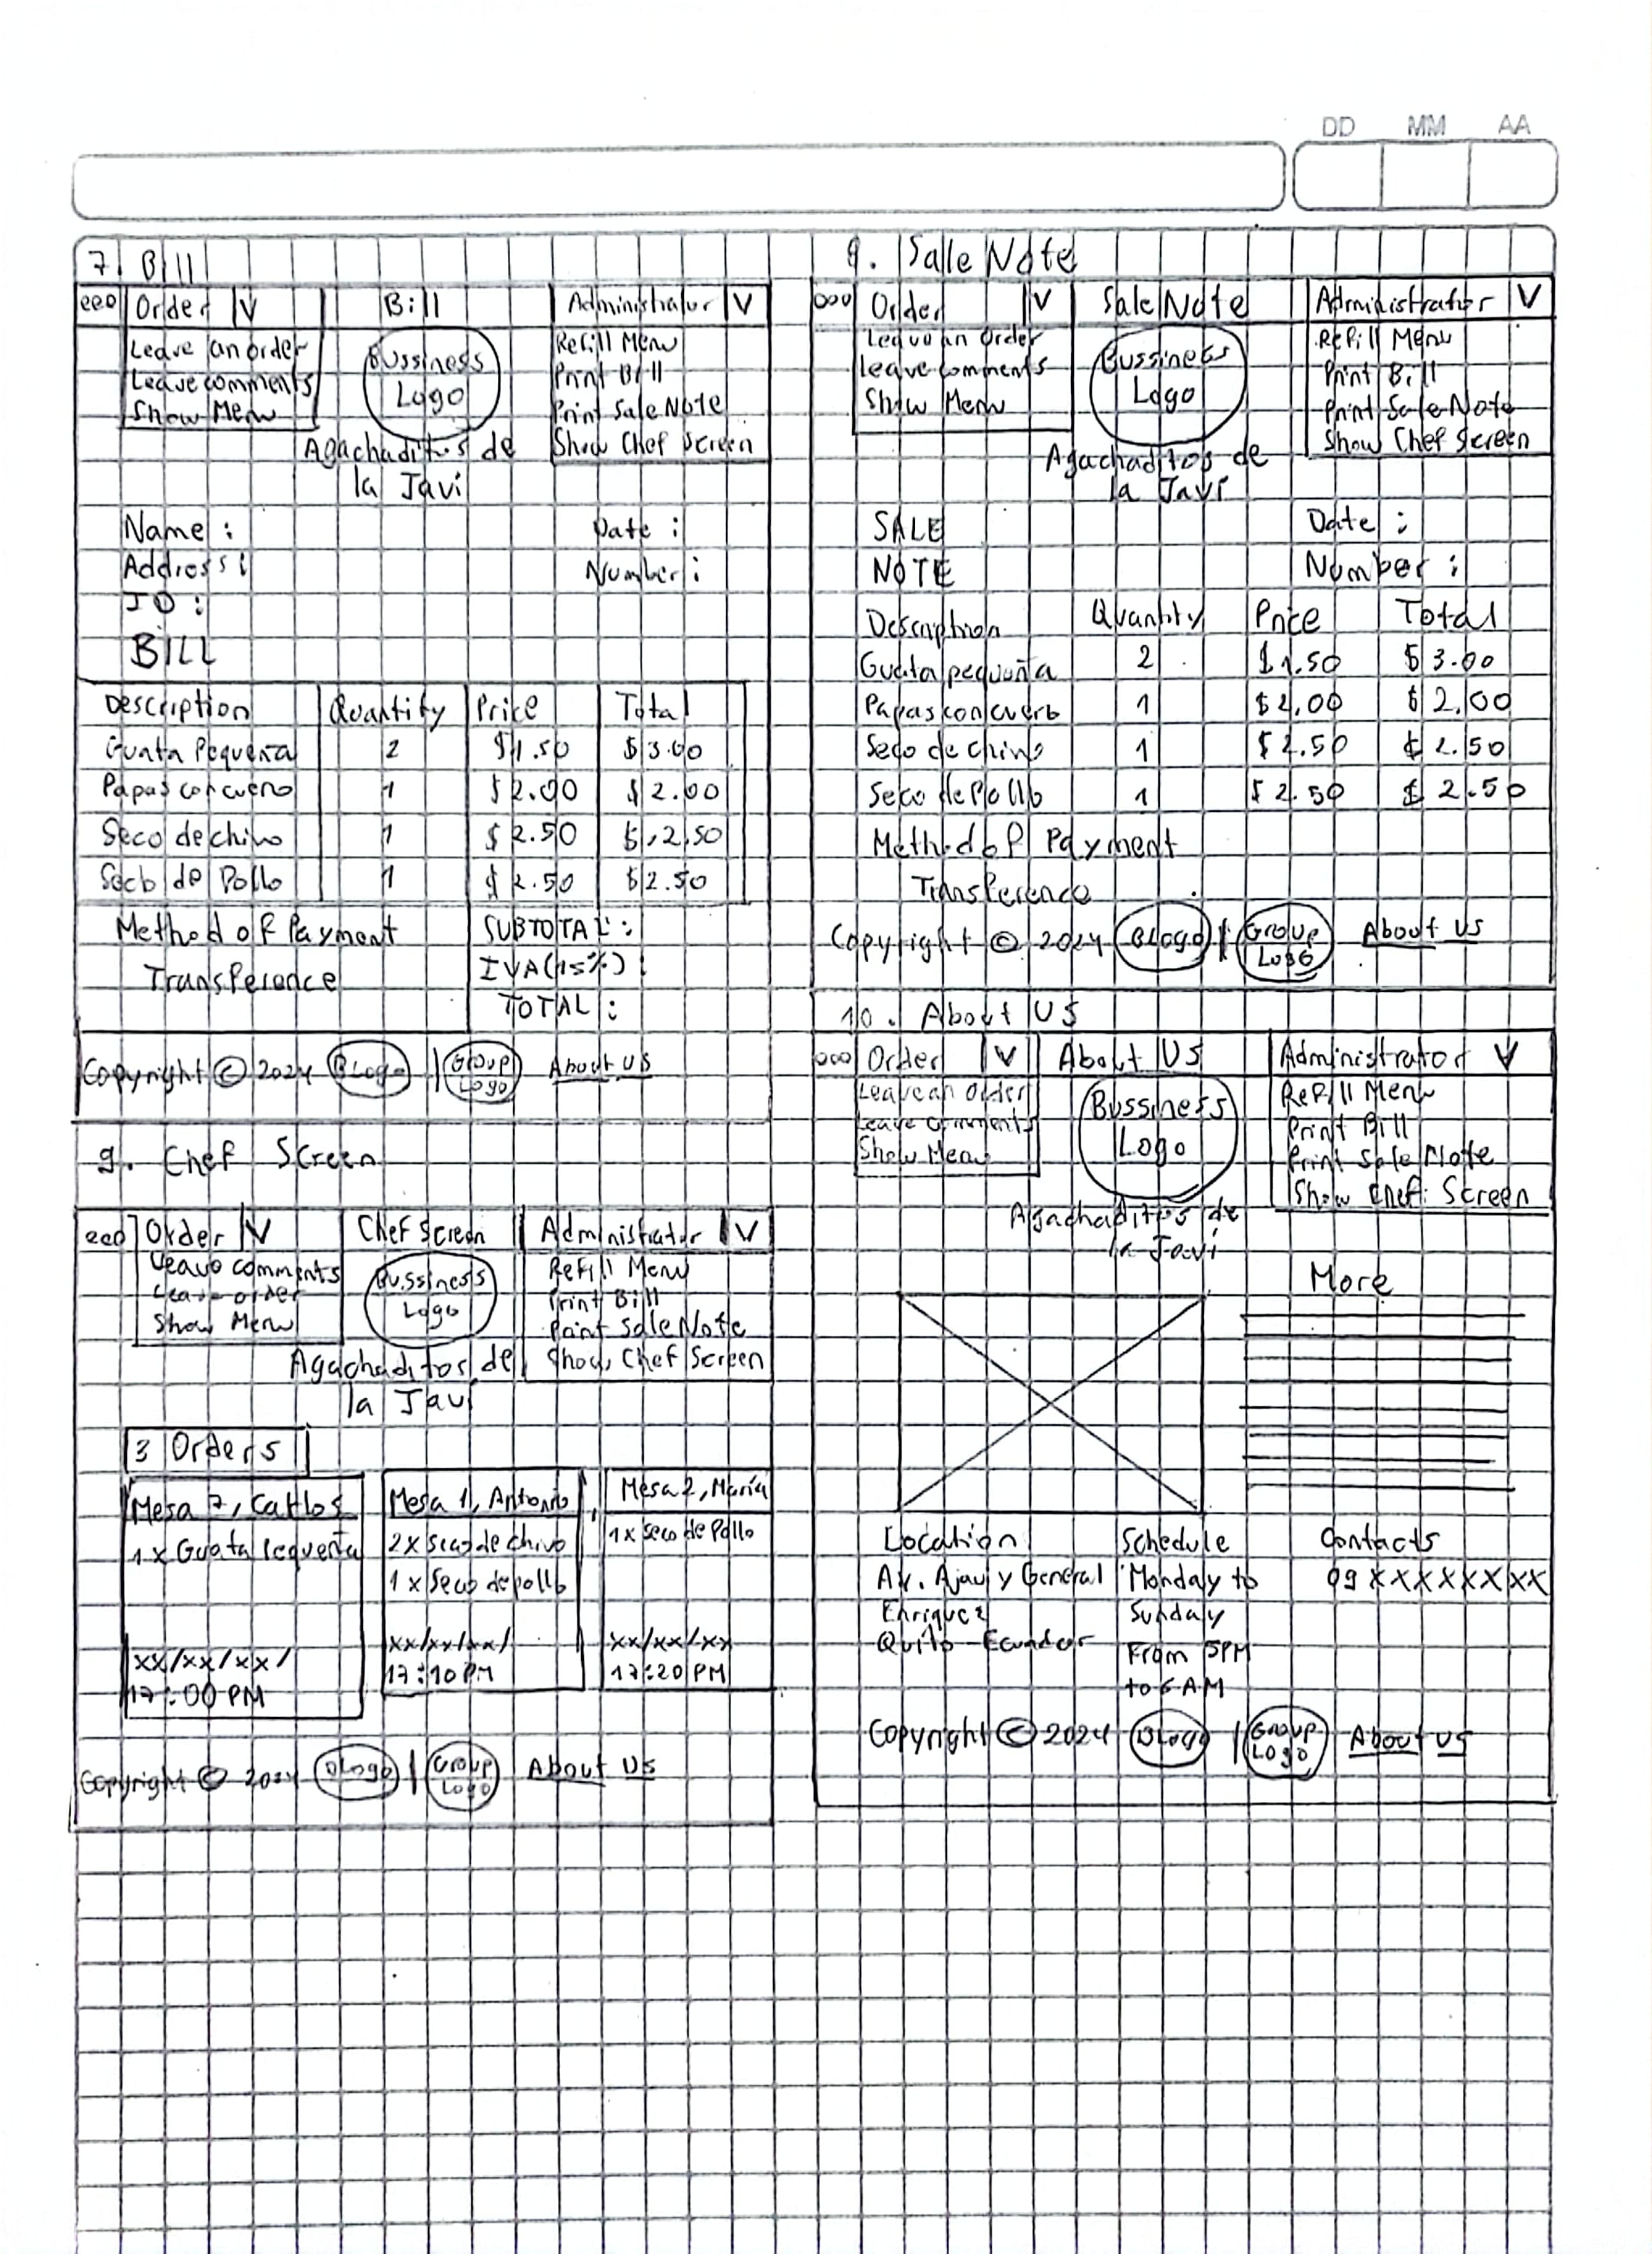 DD MM AA
7. Bill
ooo Order V Bill Administrator V
Leave an order
Leave comments
Show Menu
Bussiness
Logo
Refill Menu
Print Bill
Print Sale Note
Show Chef Screen
Agachaditos de
la Javi
Name : Date :
Address : Number :
ID :
BILL
Description Quantity Price Total
Guata Pequeña 2 $1.50 $3.00
Papas con cuero 1 $2.00 $2.00
Seco de chivo 1 $2.50 $2.50
Seco de Pollo 1 $2.50 $2.50
Method of Payment SUBTOTAL :
Transference IVA(15%) :
TOTAL :
Copyright © 2024 BLogo | Group Logo About US
9. Chef Screen
ooo Order V Chef Screen Administrator V
Leave comments
Leave order
Show Menu
Bussiness
Logo
Refill Menu
Print Bill
Print Sale Note
Show Chef Screen
Agachaditos de
la Javi
3 Orders
Mesa 7, Carlos
1 x Guata Pequeña
xx/xx/xx/
17:00 PM
Mesa 1, Antonio
2 x Seco de chivo
1 x Seco de pollo
xx/xx/xx/
17:10 PM
Mesa 2, María
1 x seco de Pollo
xx/xx/xx
17:20 PM
Copyright © 2024 BLogo | Group Logo About US
Sale Note
ooo Order V Sale Note Administrator V
Leave an Order
Leave comments
Show Menu
Bussiness
Logo
Refill Menu
Print Bill
Print Sale Note
Show Chef Screen
Agachaditos de
la Javi
SALE Date :
NOTE Number :
Description Quantity Price Total
Guata pequeña 2 $1.50 $3.00
Papas con cuero 1 $2.00 $2.00
Seco de chivo 1 $2.50 $2.50
Seco de Pollo 1 $2.50 $2.50
Method of Payment
Transference
Copyright © 2024 BLogo | Group Logo About US
10. About US
ooo Order V About US Administrator V
Leave an order
Leave comments
Show Menu
Bussiness
Logo
Refill Menu
Print Bill
Print Sale Note
Show Chef Screen
Agachaditos de
la Javi
More
Location
Av. Ajavi y General
Enriquez
Quito-Ecuador
Schedule
Monday to
Sunday
From 5PM
to 6 AM
Contacts
09xxxxxxxx
Copyright © 2024 BLogo | Group Logo About US